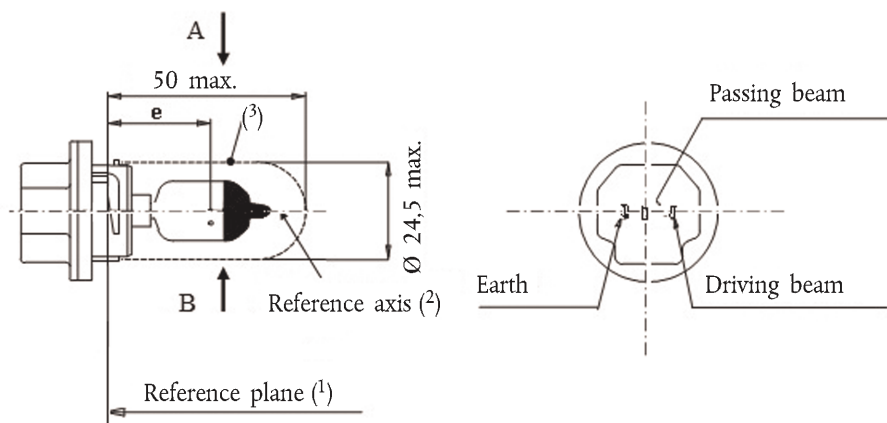 A
50 max.
e
(³)
Ø 24,5 max.
B
Reference axis (²)
Reference plane (¹)
Passing beam
Earth
Driving beam